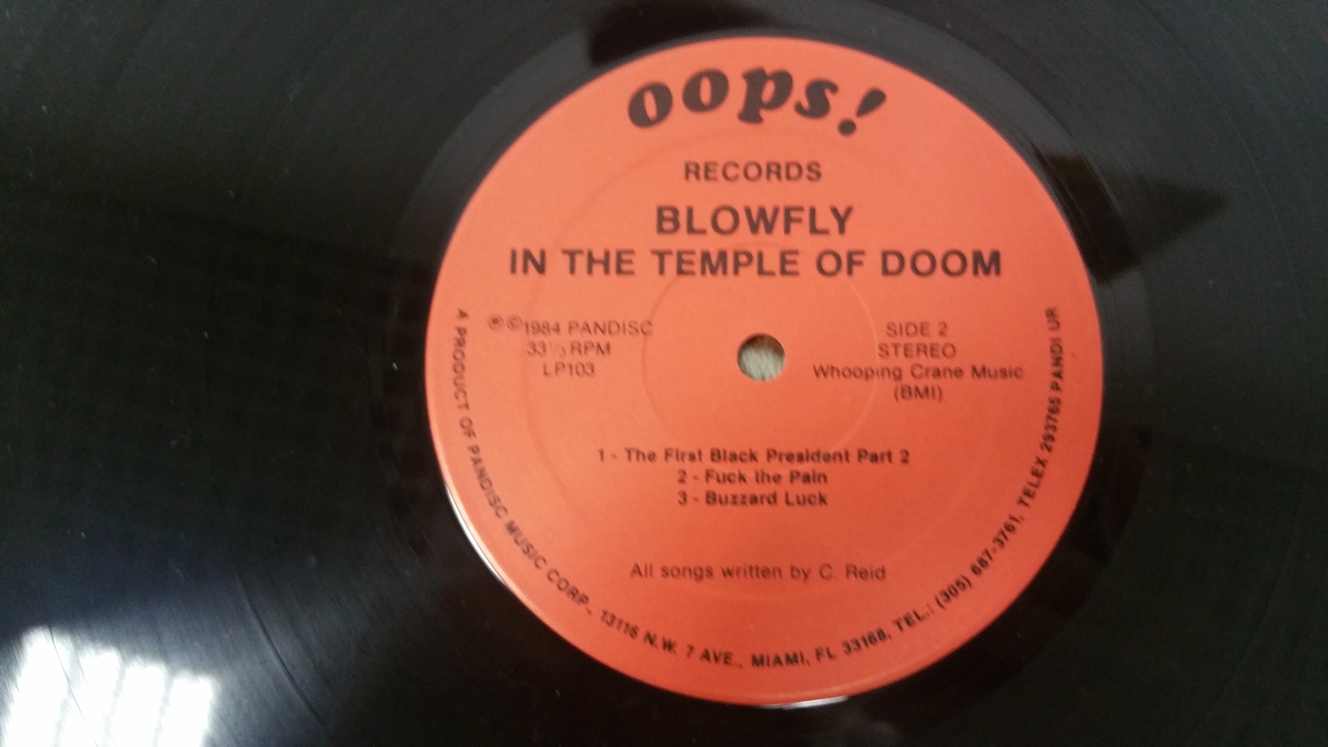 oops!
RECORDS
BLOWFLY
IN THE TEMPLE OF DOOM
℗©1984 PANDISC
33⅓ RPM
LP103
SIDE 2
STEREO
Whooping Crane Music
(BMI)
1 - The First Black President Part 2
2 - Fuck the Pain
3 - Buzzard Luck
All songs written by C. Reid
A PRODUCT OF PANDISC MUSIC CORP., 13116 N.W. 7 AVE., MIAMI, FL 33168, TEL.: (305) 687-3761, TELEX 293765 PANDI UR